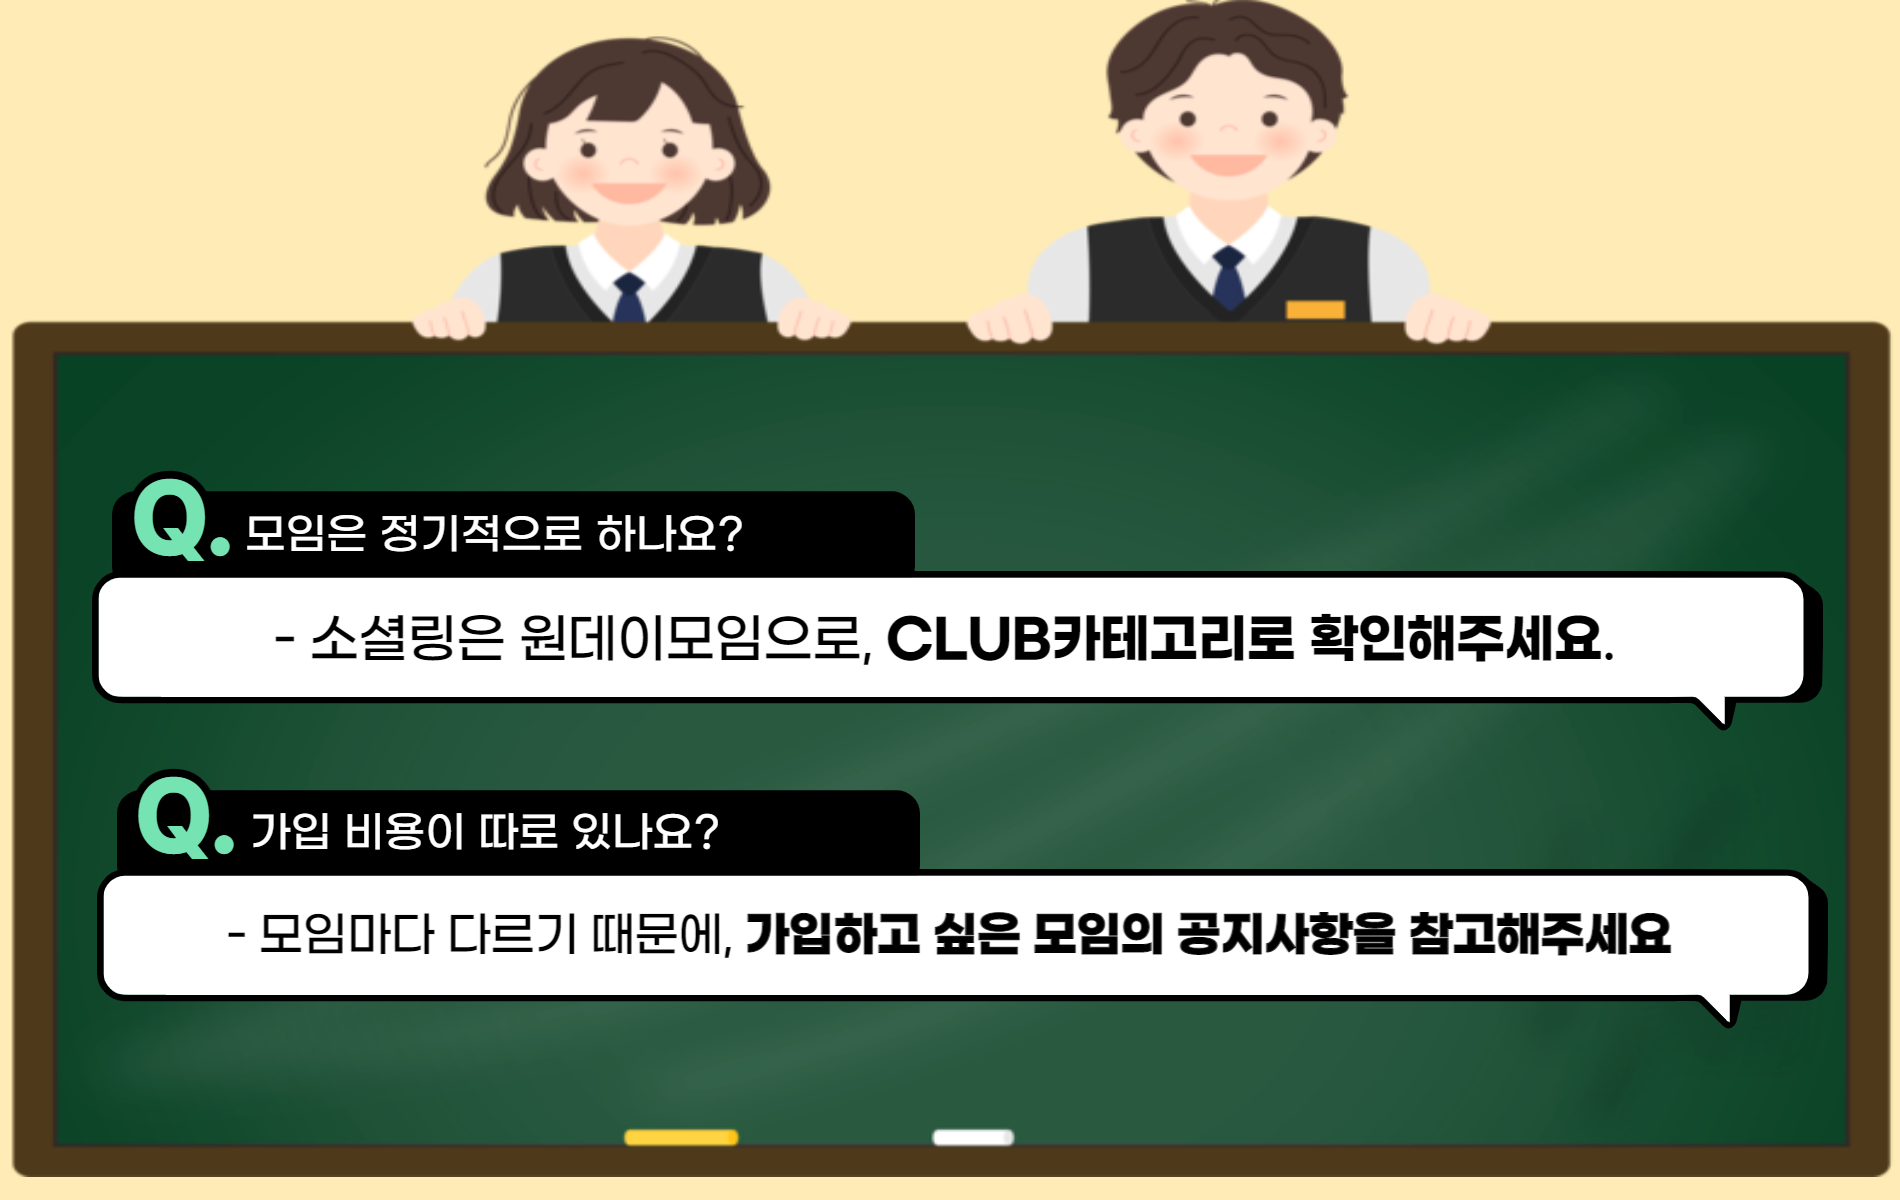 Q. 모임은 정기적으로 하나요?
- 소셜링은 원데이모임으로, CLUB카테고리로 확인해주세요.
Q. 가입 비용이 따로 있나요?
- 모임마다 다르기 때문에, 가입하고 싶은 모임의 공지사항을 참고해주세요